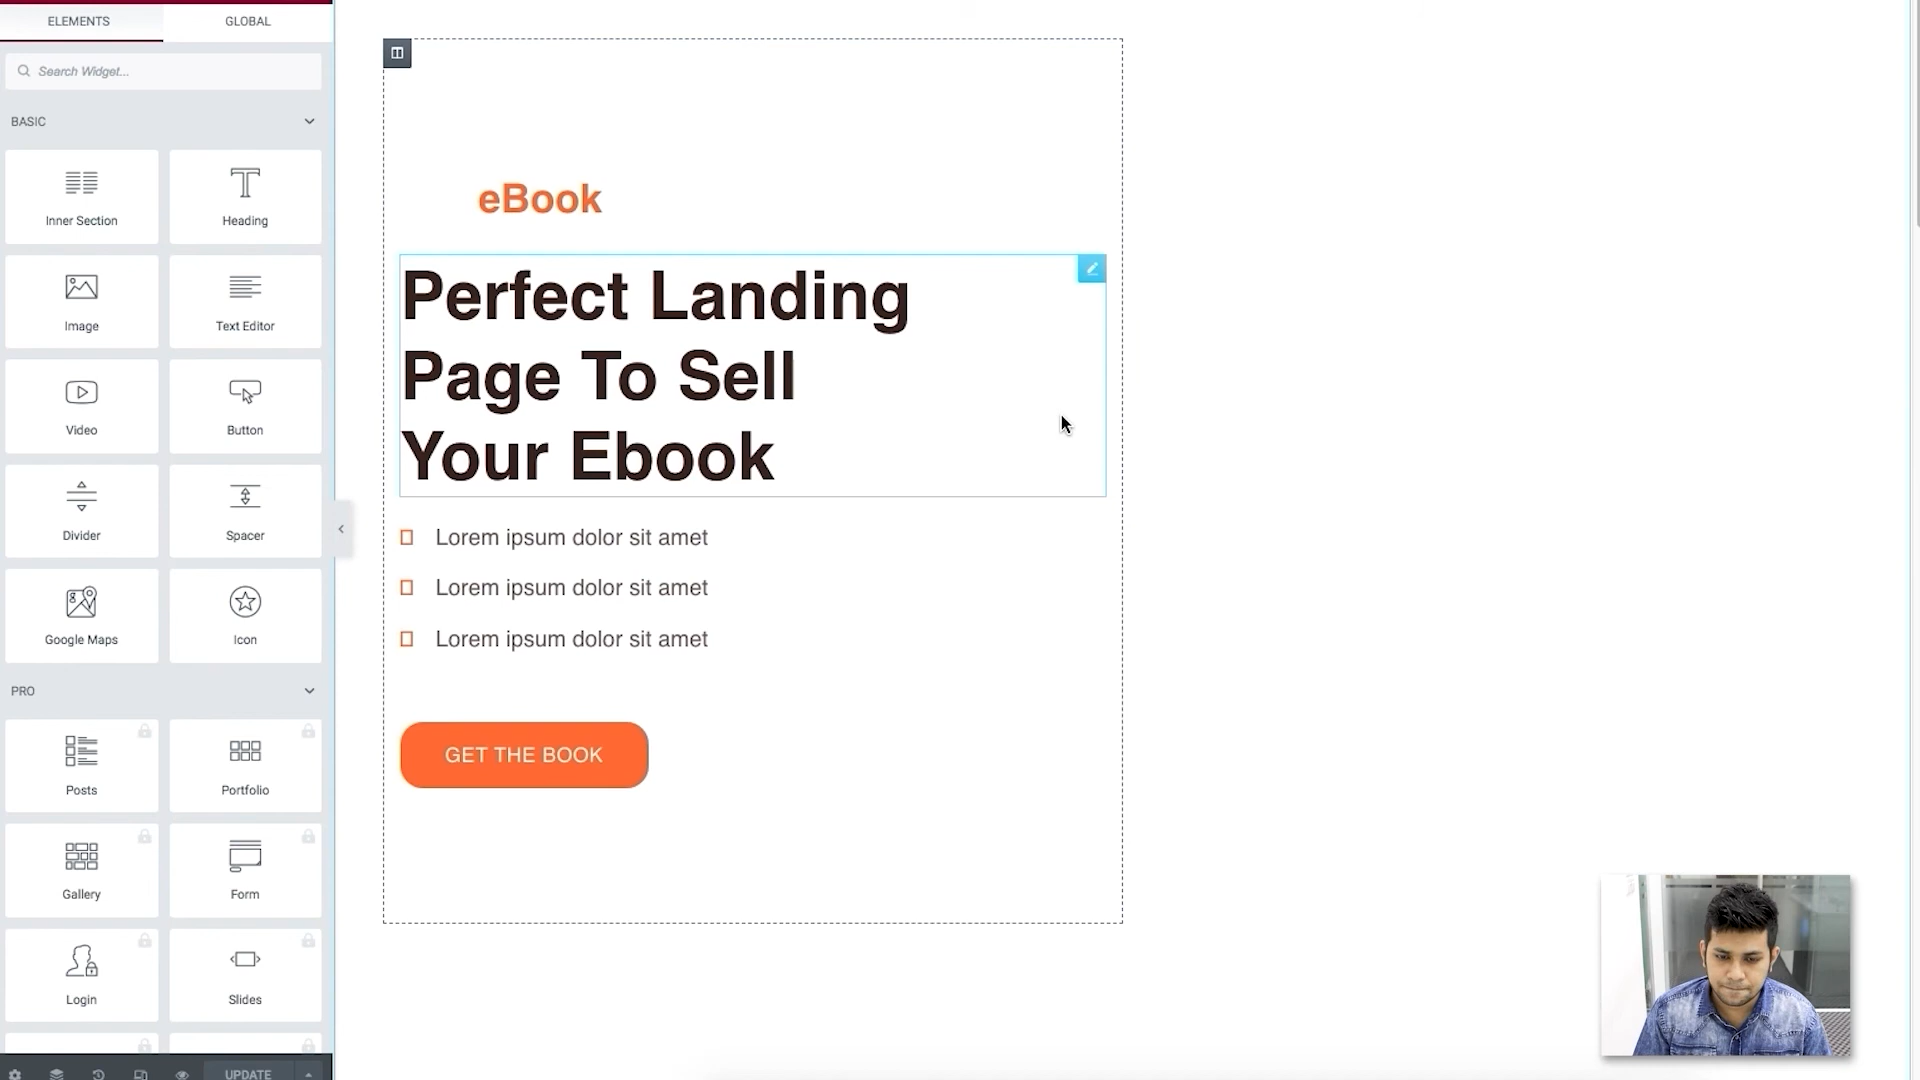 ELEMENTS
GLOBAL
Search Widget...
BASIC
Inner Section
Heading
Image
Text Editor
Video
Button
Divider
Spacer
Google Maps
Icon
PRO
Posts
Portfolio
Gallery
Form
Login
Slides
UPDATE
eBook
Perfect Landing
Page To Sell
Your Ebook
Lorem ipsum dolor sit amet
Lorem ipsum dolor sit amet
Lorem ipsum dolor sit amet
GET THE BOOK